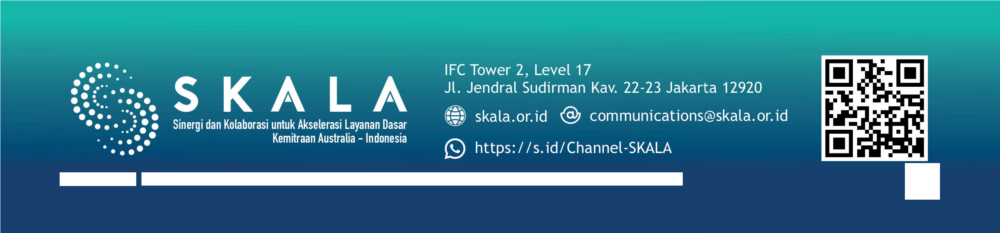 SKALA
Sinergi dan Kolaborasi untuk Akselerasi Layanan Dasar
Kemitraan Australia – Indonesia
IFC Tower 2, Level 17
Jl. Jendral Sudirman Kav. 22-23 Jakarta 12920
skala.or.id communications@skala.or.id
https://s.id/Channel-SKALA